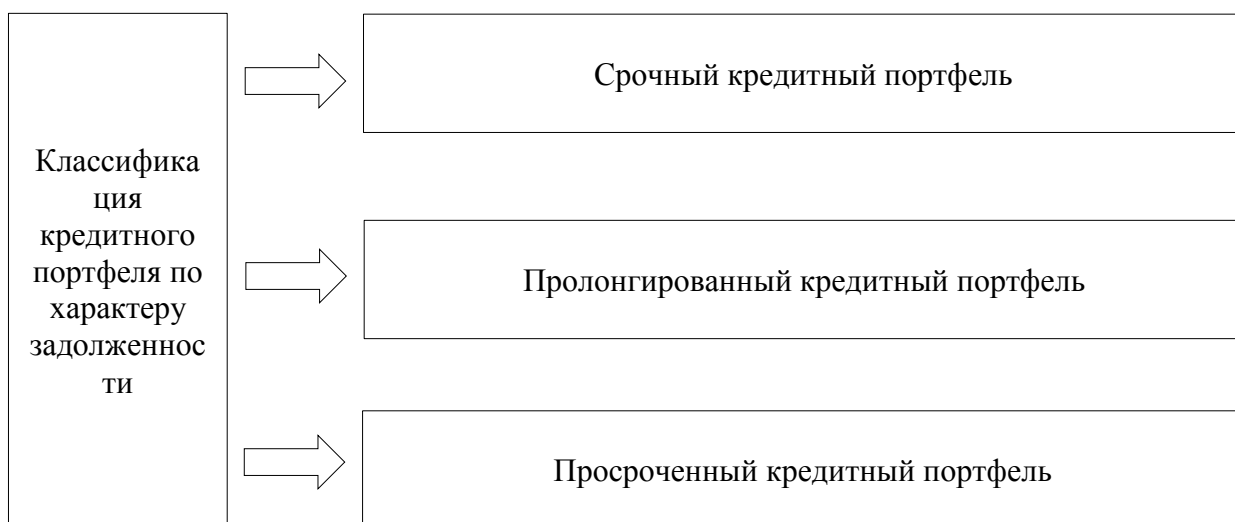 Классифика
ция
кредитного
портфеля по
характеру
задолженнос
ти
Срочный кредитный портфель
Пролонгированный кредитный портфель
Просроченный кредитный портфель